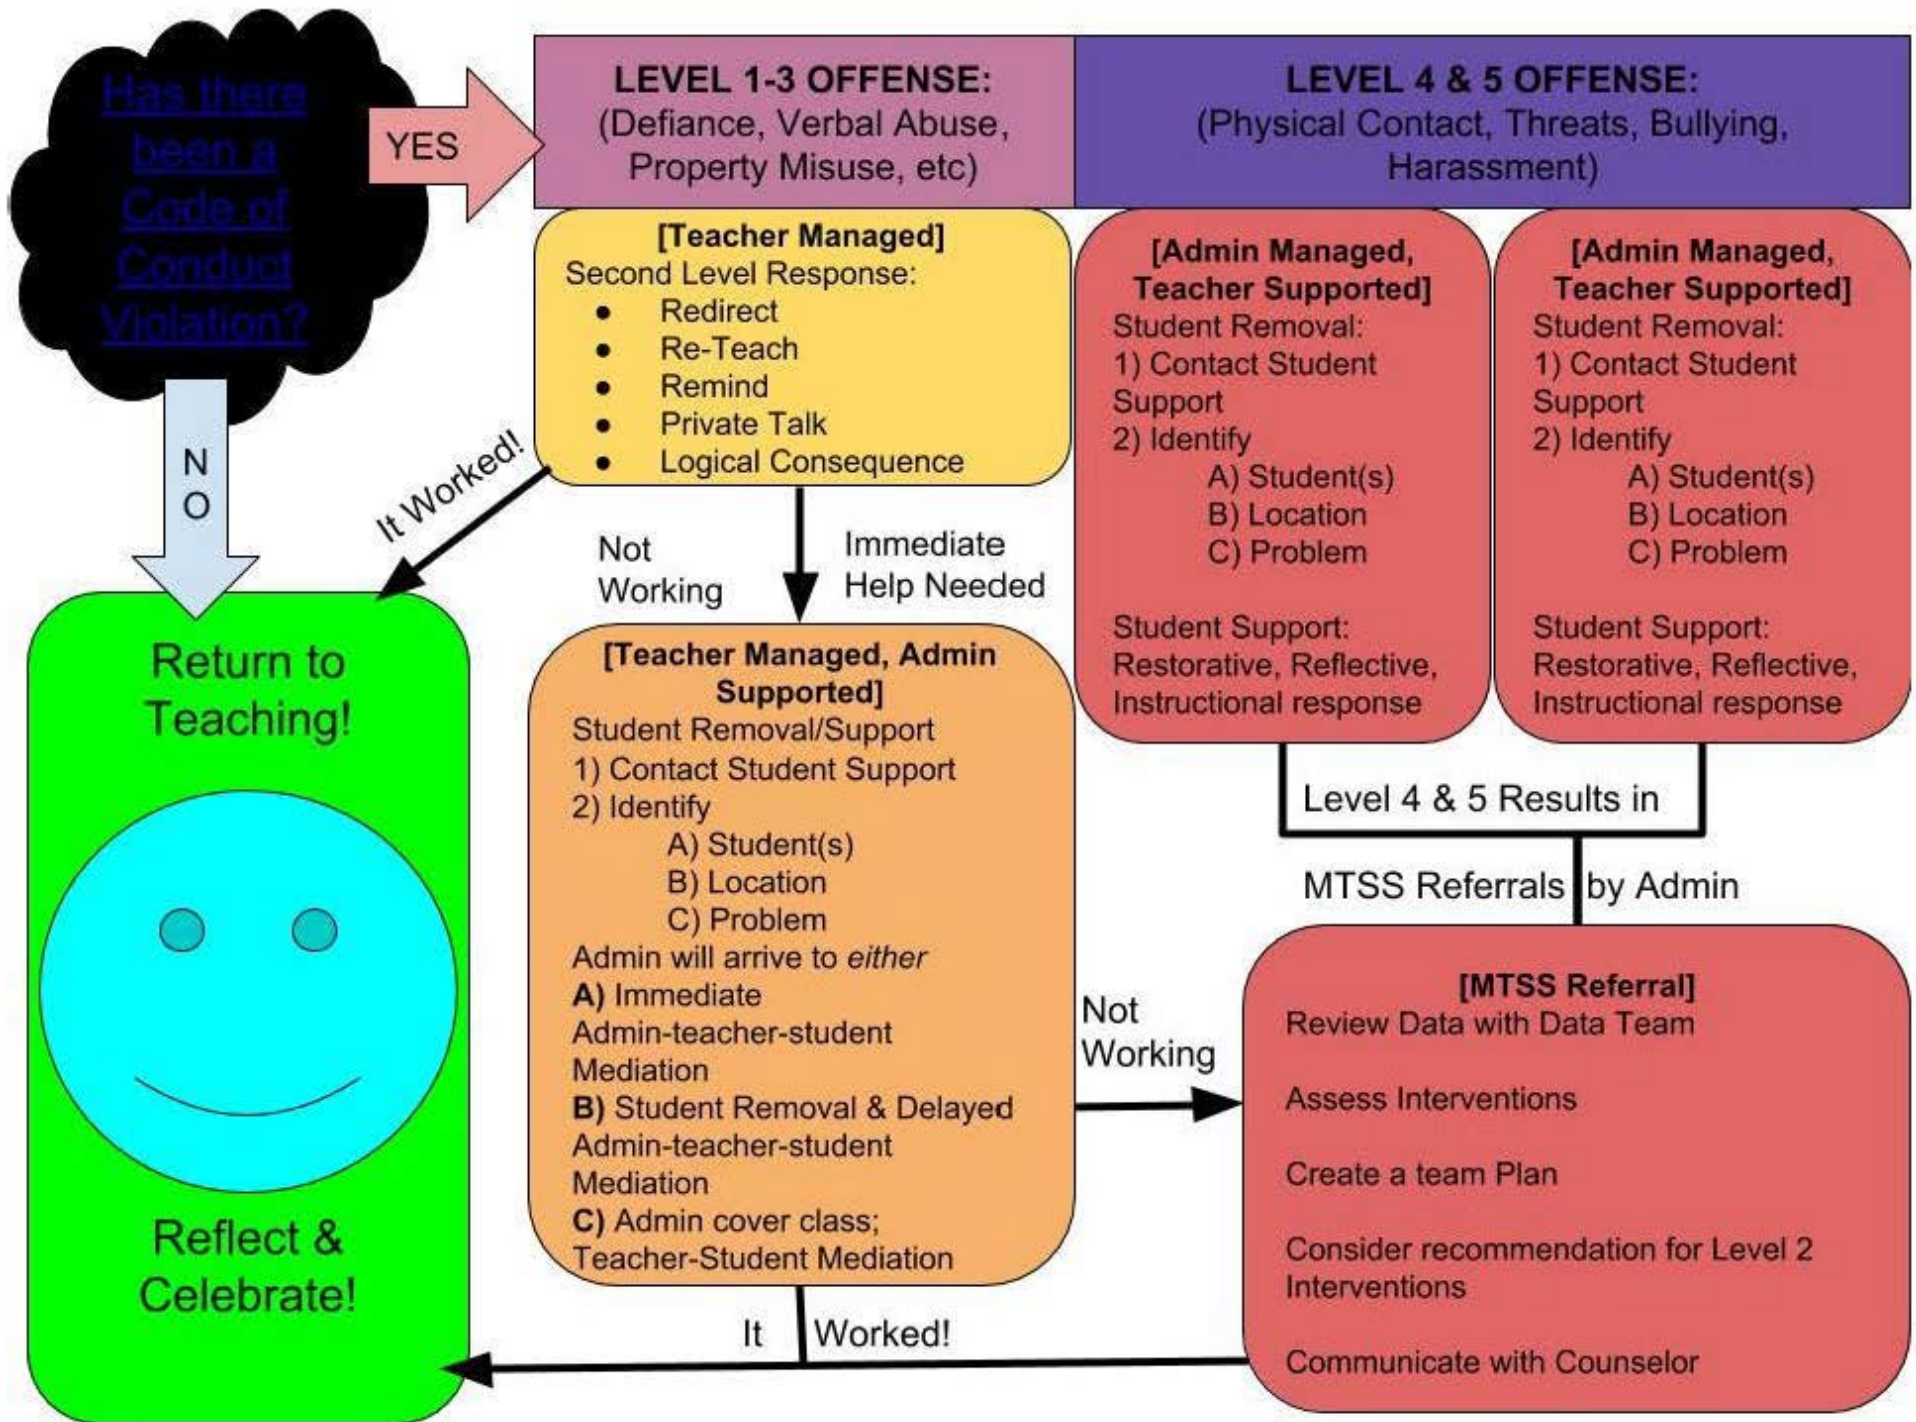 Has there
been a
Code of
Conduct
Violation?
YES
NO
LEVEL 1-3 OFFENSE:
(Defiance, Verbal Abuse,
Property Misuse, etc)
LEVEL 4 & 5 OFFENSE:
(Physical Contact, Threats, Bullying,
Harassment)
[Teacher Managed]
Second Level Response:
● Redirect
● Re-Teach
● Remind
● Private Talk
● Logical Consequence
It Worked!
Not
Working
Immediate
Help Needed
[Teacher Managed, Admin
Supported]
Student Removal/Support
1) Contact Student Support
2) Identify
A) Student(s)
B) Location
C) Problem
Admin will arrive to either
A) Immediate
Admin-teacher-student
Mediation
B) Student Removal & Delayed
Admin-teacher-student
Mediation
C) Admin cover class;
Teacher-Student Mediation
[Admin Managed,
Teacher Supported]
Student Removal:
1) Contact Student
Support
2) Identify
A) Student(s)
B) Location
C) Problem
Student Support:
Restorative, Reflective,
Instructional response
[Admin Managed,
Teacher Supported]
Student Removal:
1) Contact Student
Support
2) Identify
A) Student(s)
B) Location
C) Problem
Student Support:
Restorative, Reflective,
Instructional response
Level 4 & 5 Results in
MTSS Referrals by Admin
Not
Working
[MTSS Referral]
Review Data with Data Team
Assess Interventions
Create a team Plan
Consider recommendation for Level 2
Interventions
Communicate with Counselor
It Worked!
Return to
Teaching!
Reflect &
Celebrate!